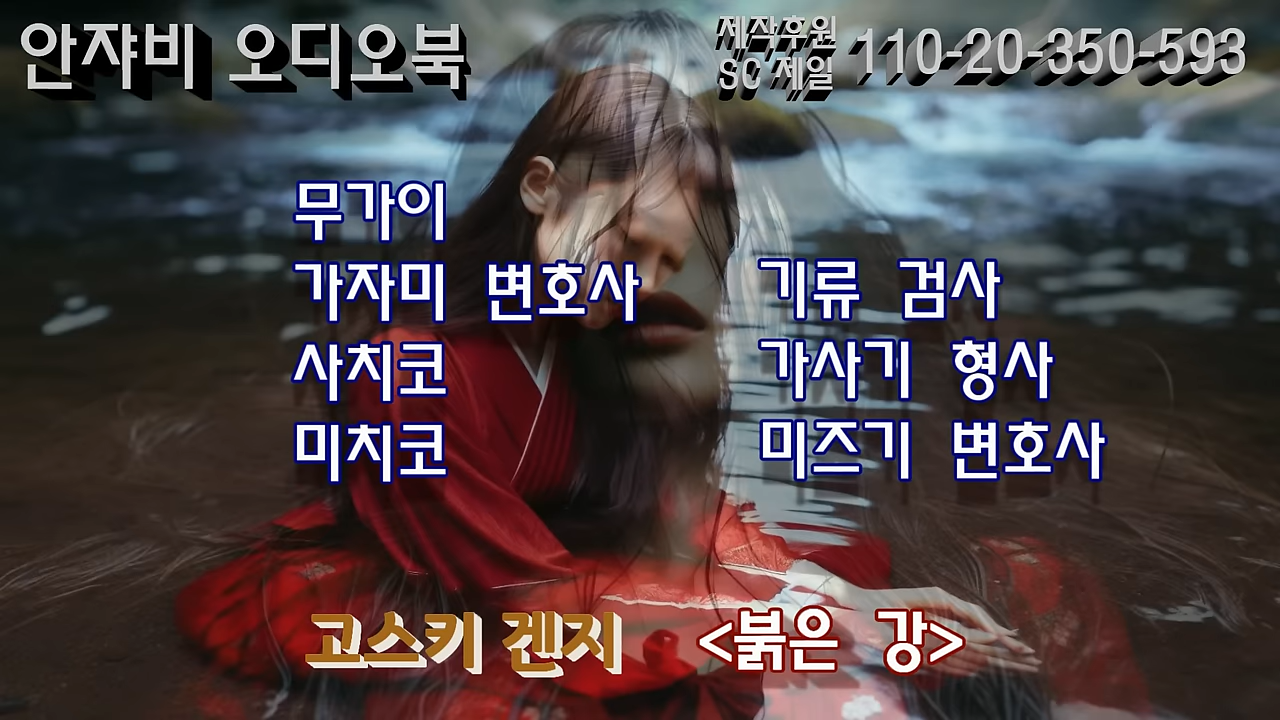 안쟈비 오디오북
제작후원
SC 제일
110-20-350-593
무가이
가자미 변호사
사치코
미치코
기류 검사
가사기 형사
미즈기 변호사
고스키 겐지 <붉은 강>